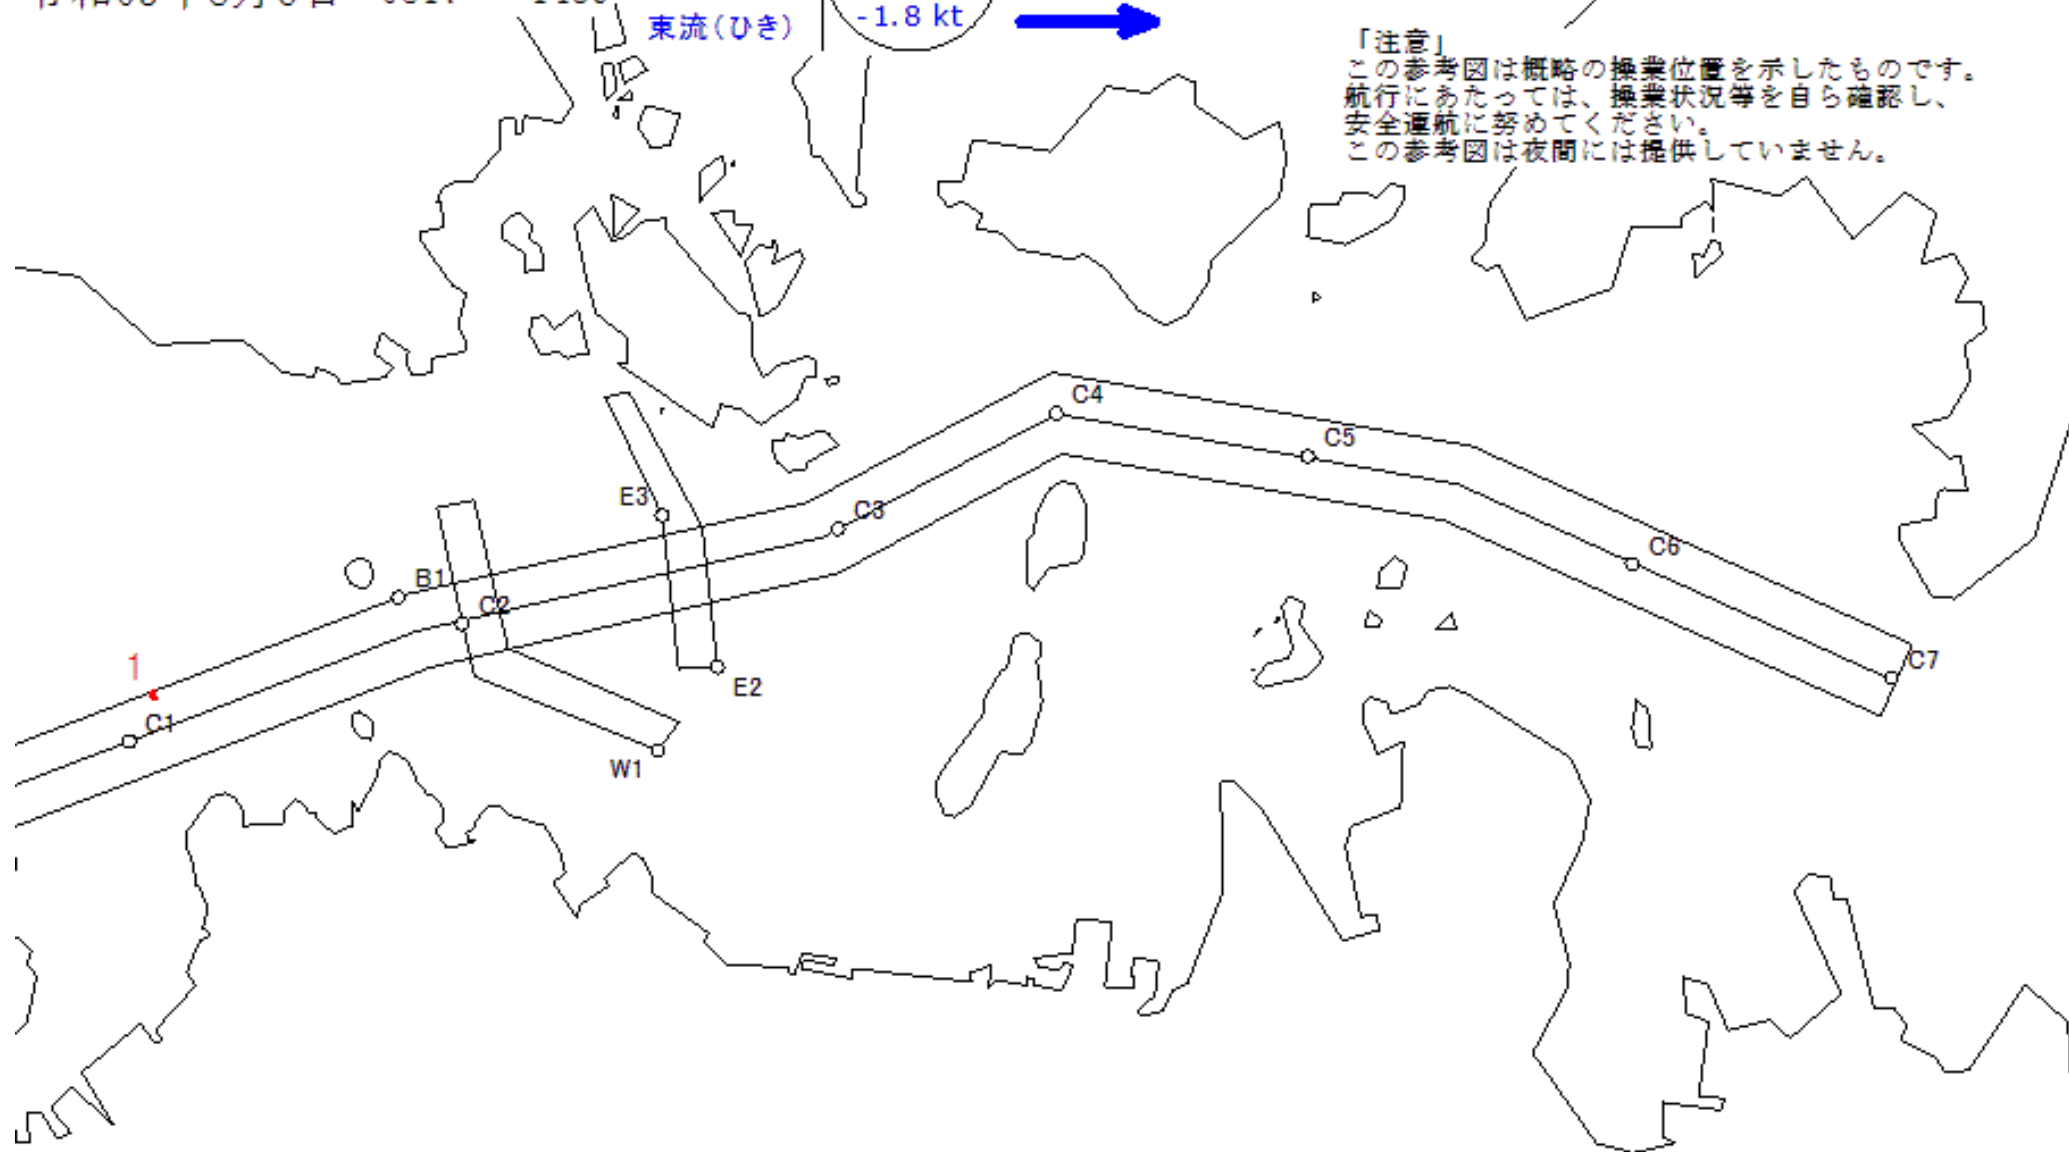 東流(ひき)
-1.8 kt
「注意」
この参考図は概略の操業位置を示したものです。
航行にあたっては、操業状況等を自ら確認し、
安全運航に努めてください。
この参考図は夜間には提供していません。
C4
C5
E3
C3
C6
B1
C2
1
C7
E2
C1
W1